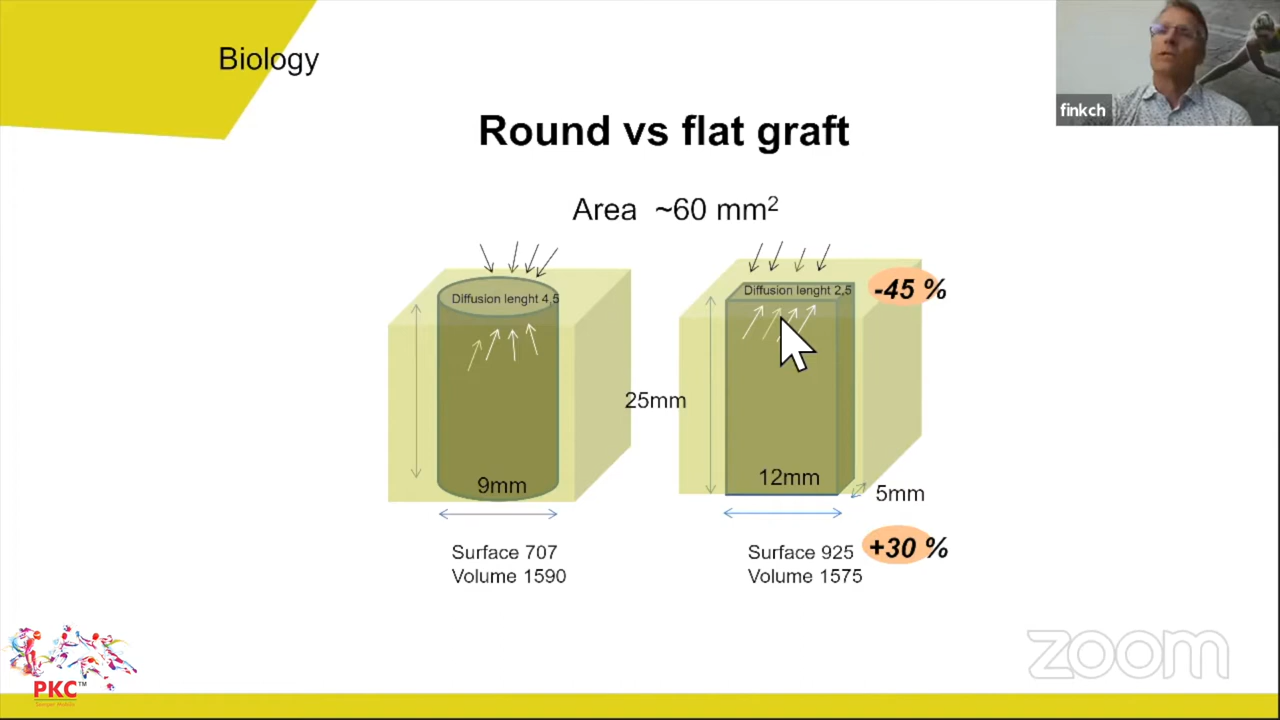 Biology
finkch
Round vs flat graft
Area ~60 mm²
Diffusion lenght 4,5
Diffusion lenght 2,5
-45 %
25mm
9mm
12mm
5mm
Surface 707
Volume 1590
Surface 925
+30 %
Volume 1575
PKC™
zoom